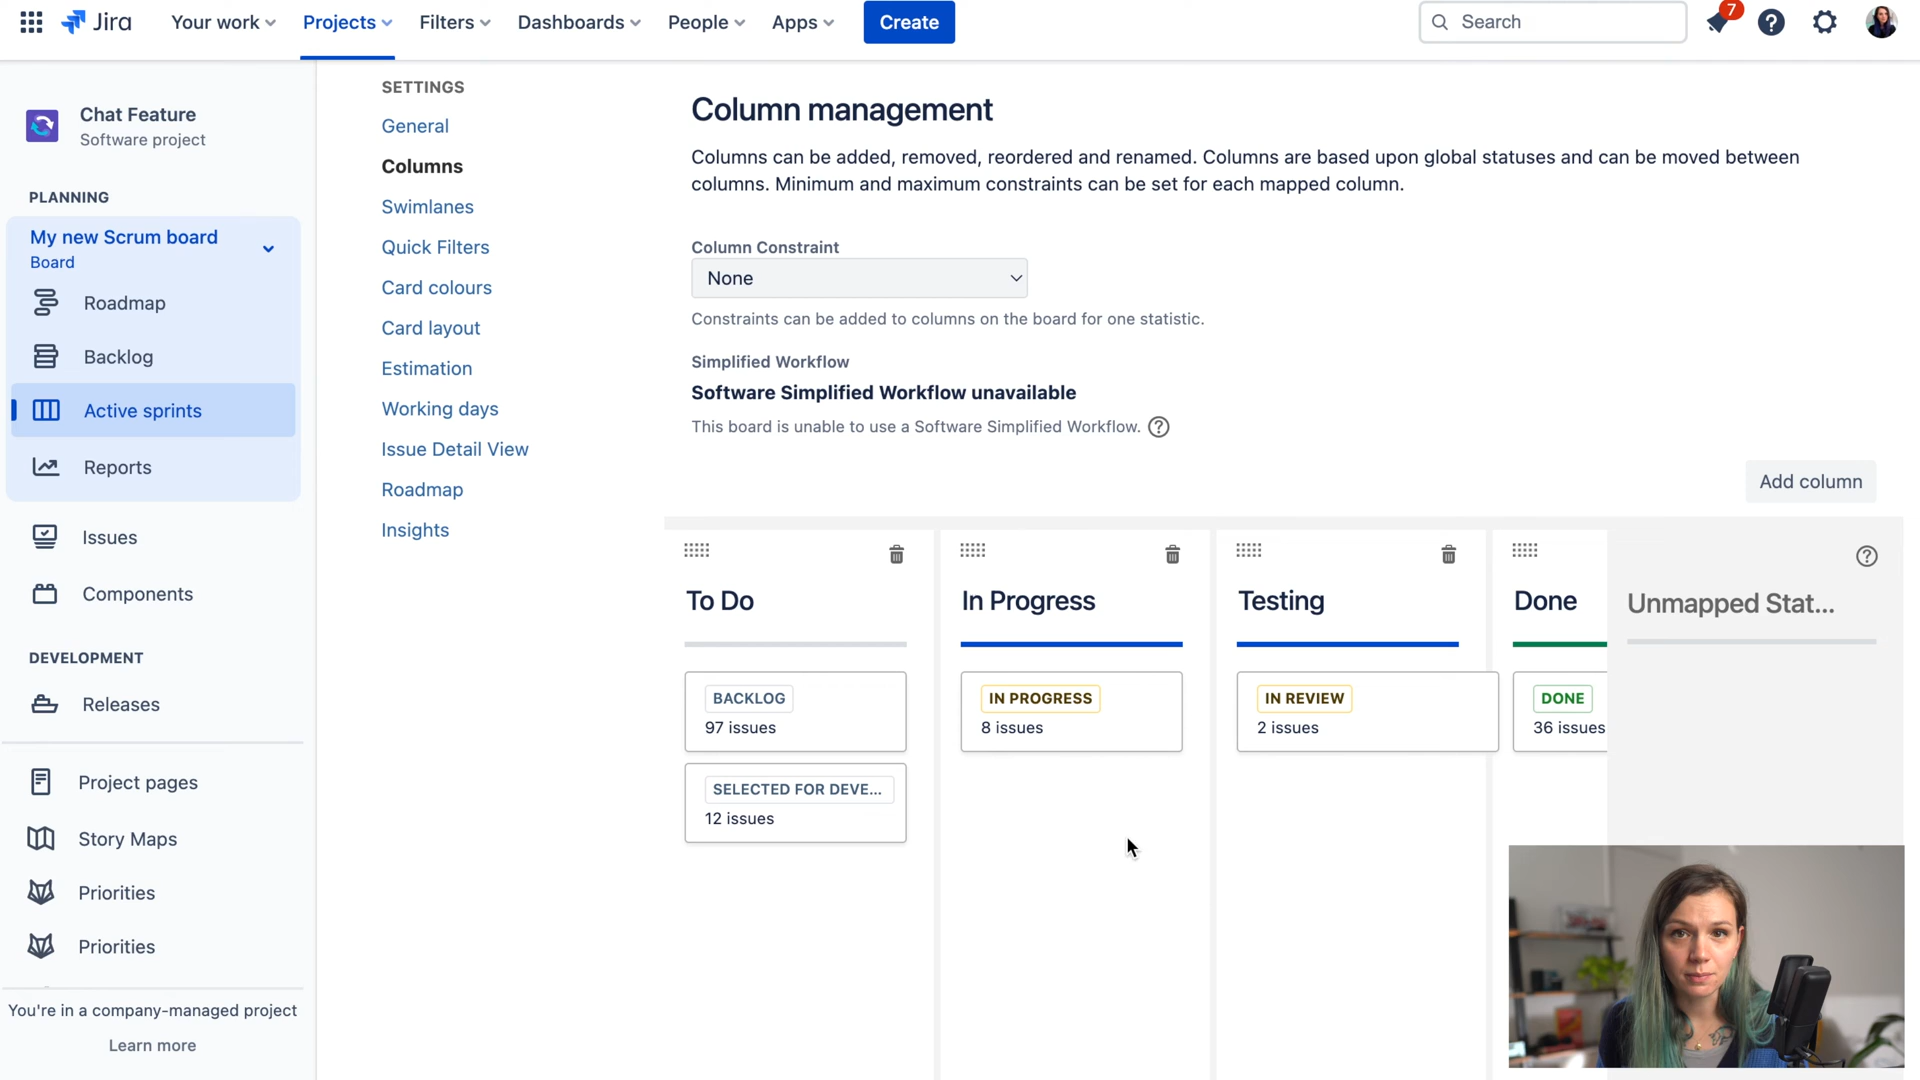 Jira
Your work
Projects
Filters
Dashboards
People
Apps
Create
Search
7
Chat Feature
Software project
PLANNING
My new Scrum board
Board
Roadmap
Backlog
Active sprints
Reports
Issues
Components
DEVELOPMENT
Releases
Project pages
Story Maps
Priorities
Priorities
You're in a company-managed project
Learn more
SETTINGS
General
Columns
Swimlanes
Quick Filters
Card colours
Card layout
Estimation
Working days
Issue Detail View
Roadmap
Insights
Column management
Columns can be added, removed, reordered and renamed. Columns are based upon global statuses and can be moved between
columns. Minimum and maximum constraints can be set for each mapped column.
Column Constraint
None
Constraints can be added to columns on the board for one statistic.
Simplified Workflow
Software Simplified Workflow unavailable
This board is unable to use a Software Simplified Workflow.
Add column
To Do
BACKLOG
97 issues
SELECTED FOR DEVE...
12 issues
In Progress
IN PROGRESS
8 issues
Testing
IN REVIEW
2 issues
Done
DONE
36 issues
Unmapped Stat...